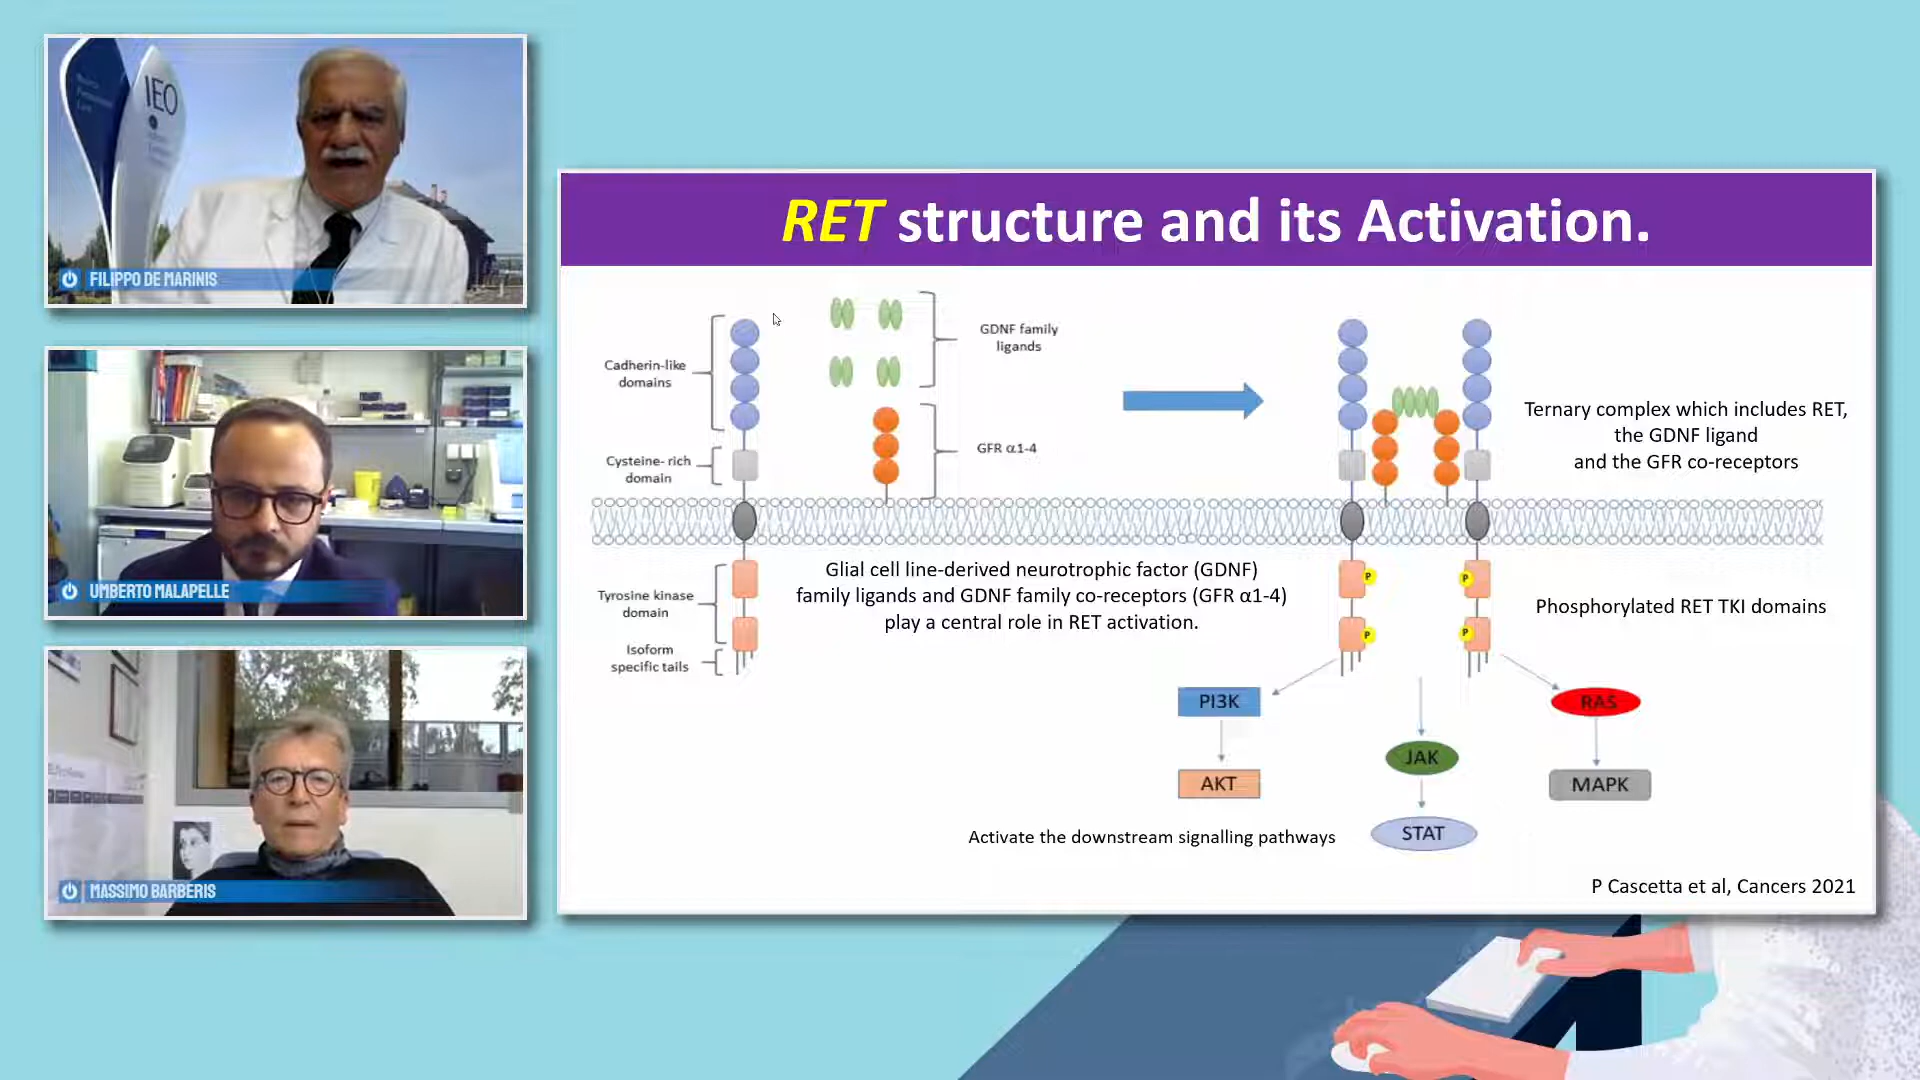 IEO
FILIPPO DE MARINIS
UMBERTO MALAPELLE
MASSIMO BARBERIS
RET structure and its Activation.
Cadherin-like
domains
Cysteine- rich
domain
Tyrosine kinase
domain
Isoform
specific tails
GDNF family
ligands
GFR α1-4
Glial cell line-derived neurotrophic factor (GDNF)
family ligands and GDNF family co-receptors (GFR α1-4)
play a central role in RET activation.
Ternary complex which includes RET,
the GDNF ligand
and the GFR co-receptors
P
P
P
P
Phosphorylated RET TKI domains
PI3K
AKT
JAK
STAT
RAS
MAPK
Activate the downstream signalling pathways
P Cascetta et al, Cancers 2021